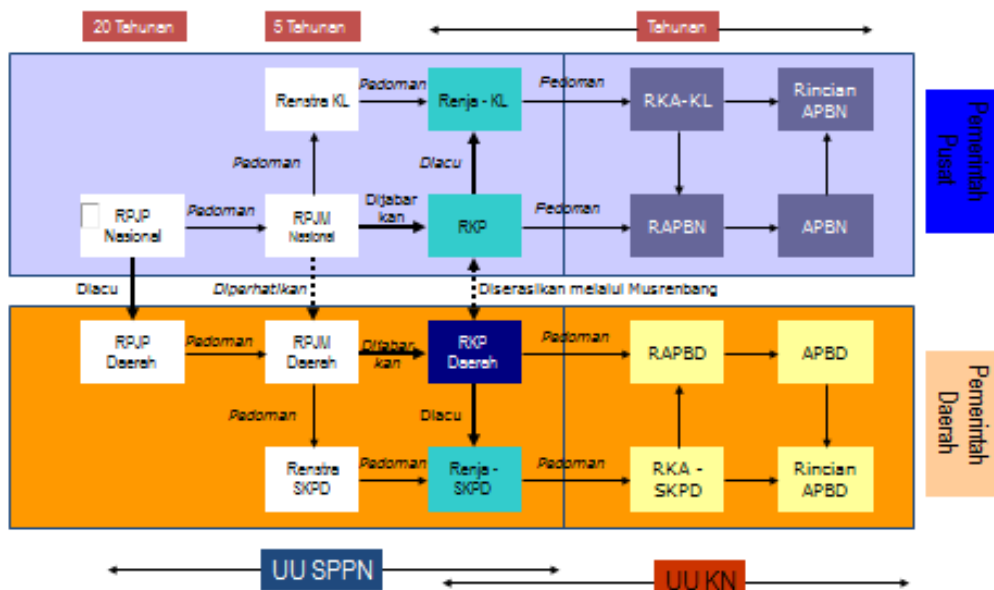 20 Tahunan
5 Tahunan
Tahunan
Renstra KL
Pedoman
Renja - KL
Pedoman
RKA-KL
Rincian
APBN
Pedoman
Diacu
RPJP
Nasional
Pedoman
RPJM
Nasional
Dijabar
kan
RKP
Pedoman
RAPBN
APBN
Pemerintah
Pusat
Diacu
Diperhatikan
Diserasikan melalui Musrenbang
RPJP
Daerah
Pedoman
RPJM
Daerah
Dijabar
kan
RKP
Daerah
Pedoman
RAPBD
APBD
Pedoman
Diacu
Renstra
SKPD
Pedoman
Renja -
SKPD
Pedoman
RKA -
SKPD
Rincian
APBD
Pemerintah
Daerah
UU SPPN
UU KN